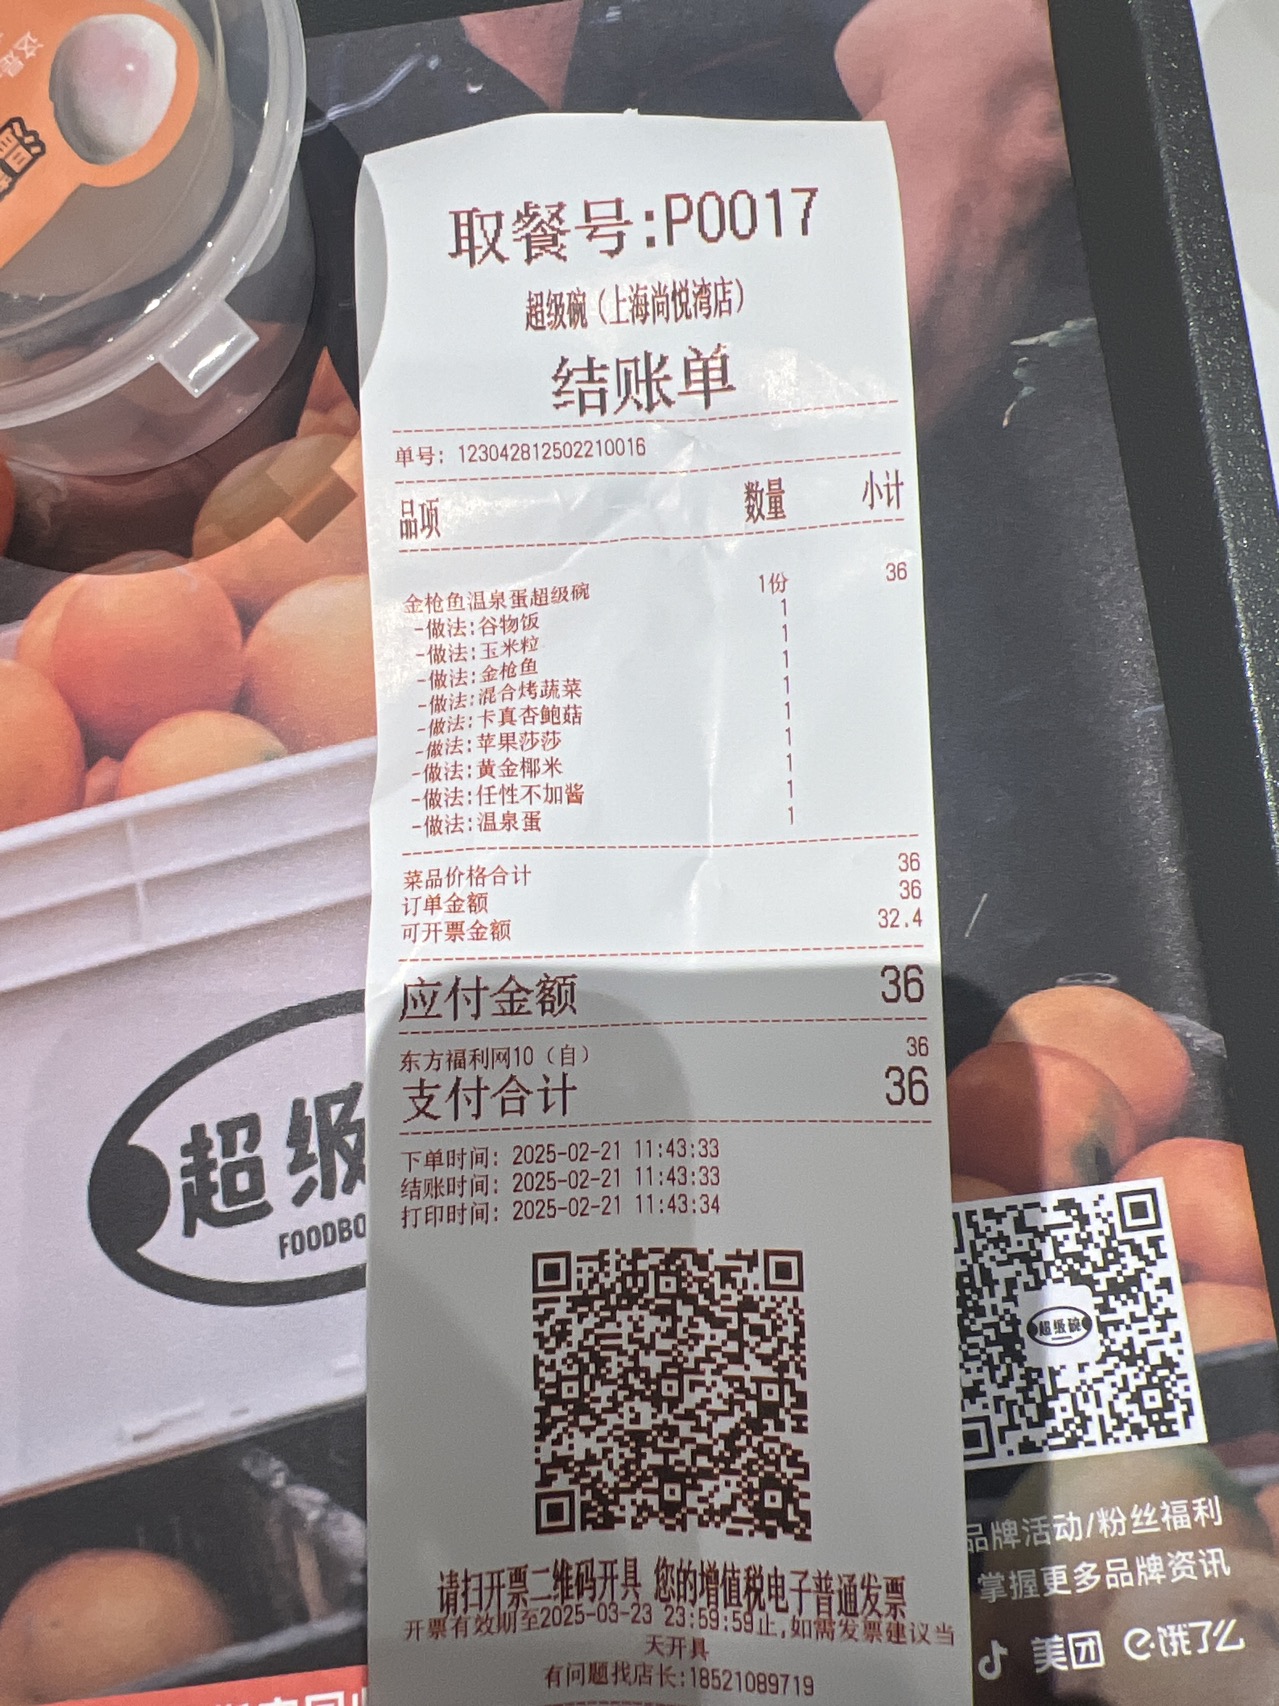 这是
温
取餐号:P0017
超级碗（上海尚悦湾店）
结账单
单号: 123042812502210016
品项 数量 小计
金枪鱼温泉蛋超级碗 1份 36
-做法:谷物饭 1
-做法:玉米粒 1
-做法:金枪鱼 1
-做法:混合烤蔬菜 1
-做法:卡真杏鲍菇 1
-做法:苹果莎莎 1
-做法:黄金椰米 1
-做法:任性不加酱 1
-做法:温泉蛋 1
菜品价格合计 36
订单金额 36
可开票金额 32.4
应付金额 36
东方福利网10（自） 36
支付合计 36
下单时间: 2025-02-21 11:43:33
结账时间: 2025-02-21 11:43:33
打印时间: 2025-02-21 11:43:34
请扫开票二维码开具 您的增值税电子普通发票
开票有效期至2025-03-23 23:59:59止,如需发票建议当
天开具
有问题找店长:18521089719
超级
FOODBO
超级碗
品牌活动/粉丝福利
掌握更多品牌资讯
美团 饿了么